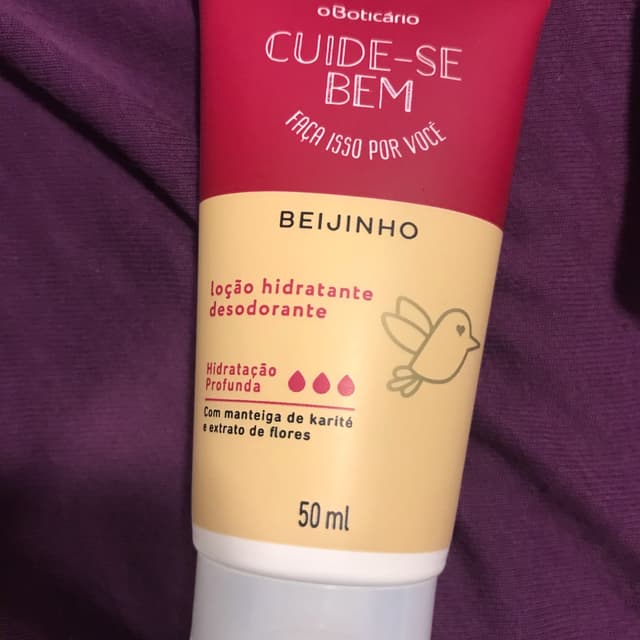 oBoticário
CUIDE-SE
BEM
FAÇA ISSO POR VOCÊ
BEIJINHO
loção hidratante
desodorante
Hidratação
Profunda
Com manteiga de karité
e extrato de flores
50 ml